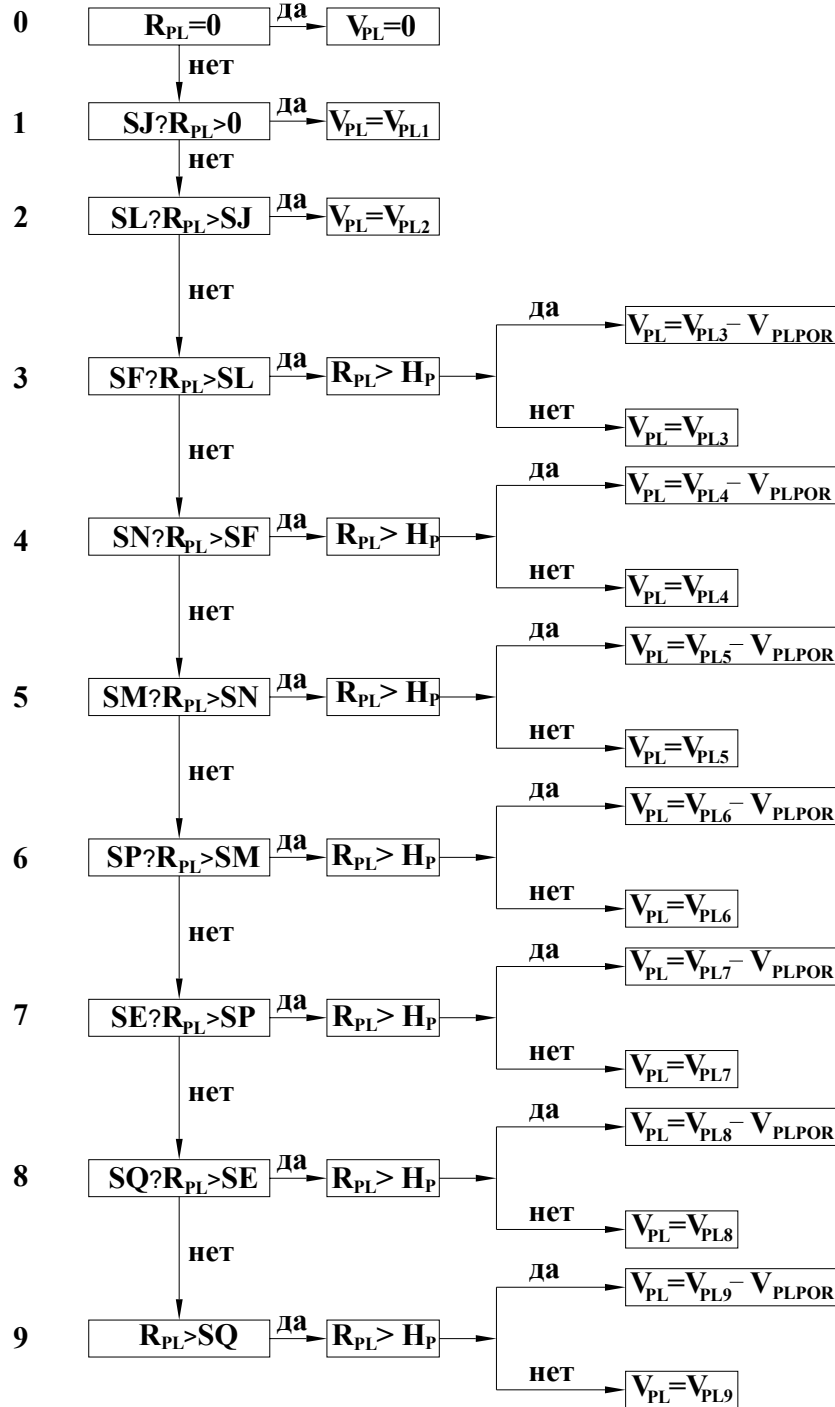 0 R_PL=0 да V_PL=0
нет
1 SJ?R_PL>0 да V_PL=V_PL1
нет
2 SL?R_PL>SJ да V_PL=V_PL2
нет
да V_PL=V_PL3– V_PLPOR
3 SF?R_PL>SL да R_PL> H_P
нет V_PL=V_PL3
нет
да V_PL=V_PL4– V_PLPOR
4 SN?R_PL>SF да R_PL> H_P
нет V_PL=V_PL4
нет
да V_PL=V_PL5– V_PLPOR
5 SM?R_PL>SN да R_PL> H_P
нет V_PL=V_PL5
нет
да V_PL=V_PL6– V_PLPOR
6 SP?R_PL>SM да R_PL> H_P
нет V_PL=V_PL6
нет
да V_PL=V_PL7– V_PLPOR
7 SE?R_PL>SP да R_PL> H_P
нет V_PL=V_PL7
нет
да V_PL=V_PL8– V_PLPOR
8 SQ?R_PL>SE да R_PL> H_P
нет V_PL=V_PL8
нет
да V_PL=V_PL9– V_PLPOR
9 R_PL>SQ да R_PL> H_P
нет V_PL=V_PL9